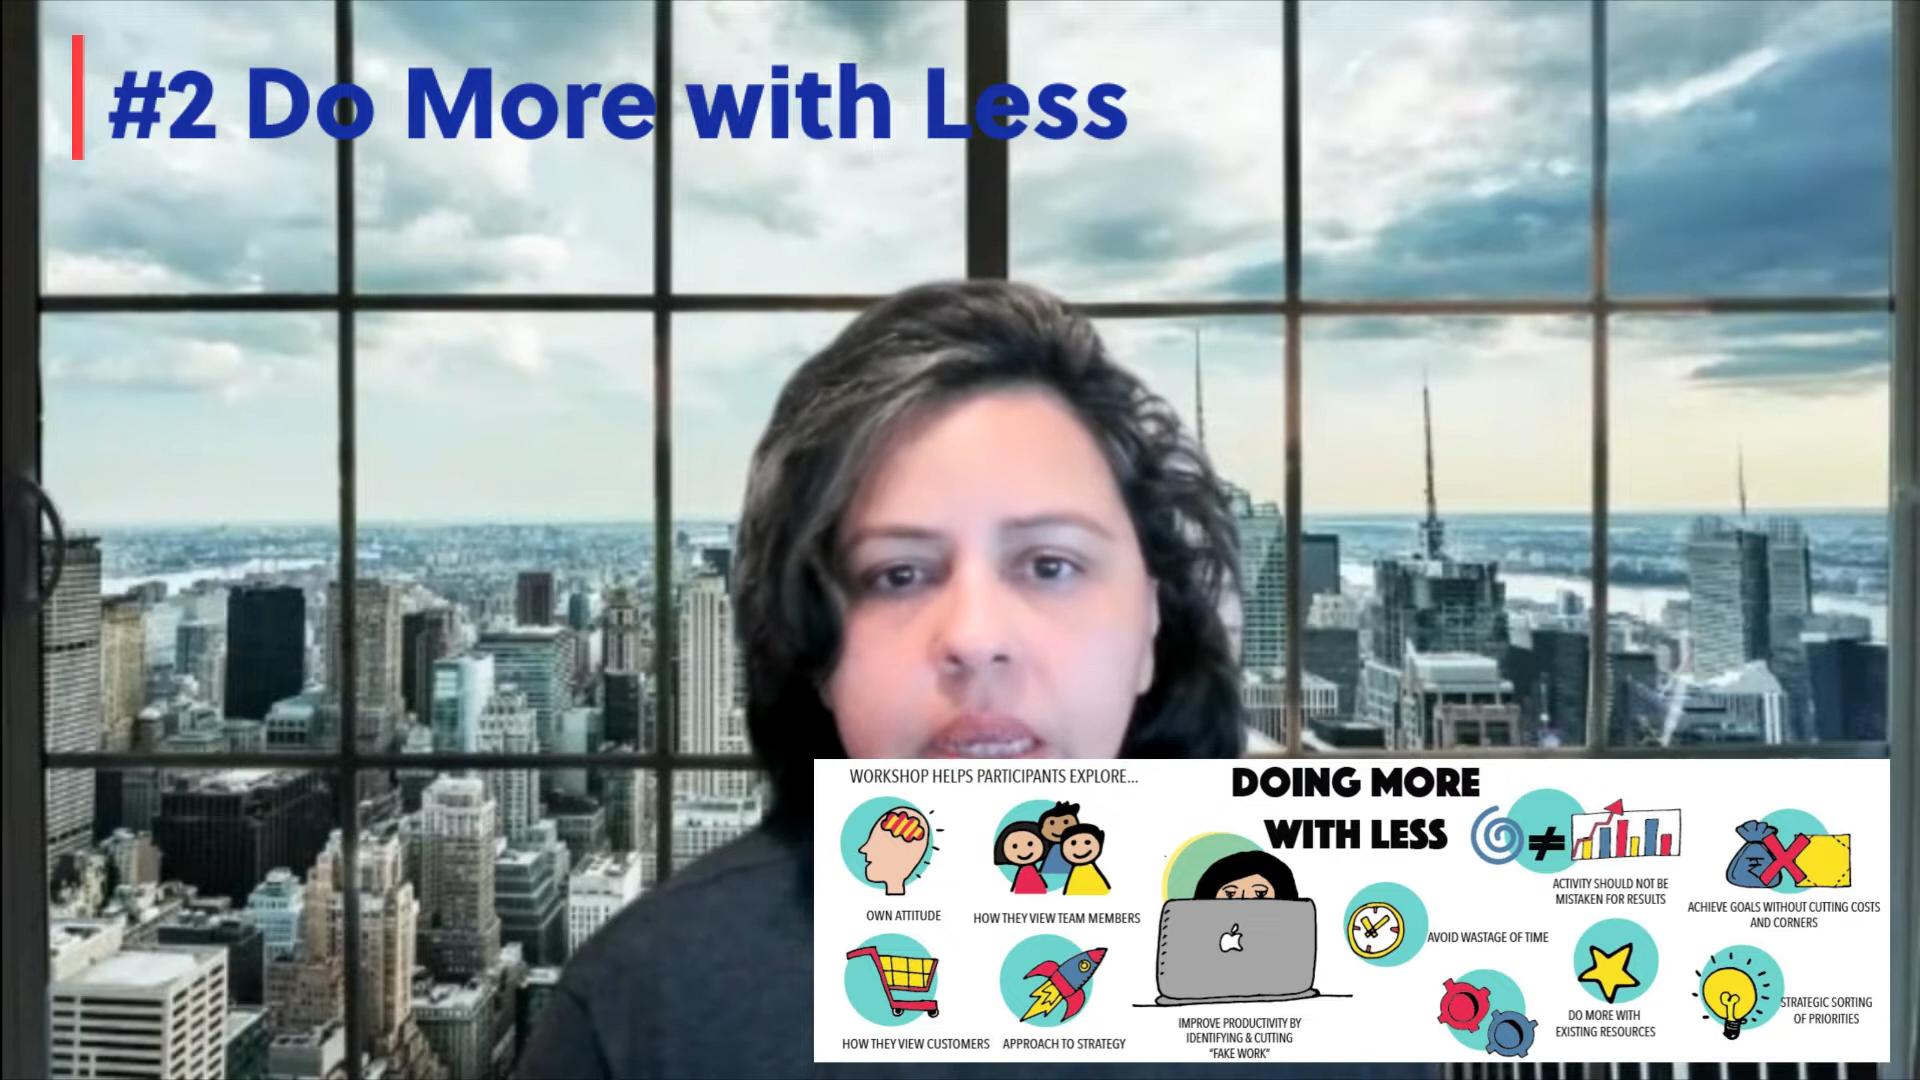 #2 Do More with Less
WORKSHOP HELPS PARTICIPANTS EXPLORE...
OWN ATTITUDE
HOW THEY VIEW TEAM MEMBERS
HOW THEY VIEW CUSTOMERS
APPROACH TO STRATEGY
DOING MORE
WITH LESS
IMPROVE PRODUCTIVITY BY
IDENTIFYING & CUTTING
"FAKE WORK"
AVOID WASTAGE OF TIME
≠
ACTIVITY SHOULD NOT BE
MISTAKEN FOR RESULTS
₹
ACHIEVE GOALS WITHOUT CUTTING COSTS
AND CORNERS
DO MORE WITH
EXISTING RESOURCES
STRATEGIC SORTING
OF PRIORITIES